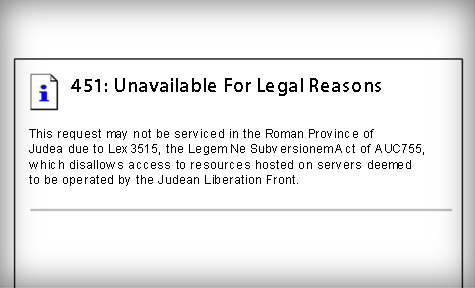 451: Unavailable For Legal Reasons
This request may not be serviced in the Roman Province of
Judea due to Lex 3515, the Legem Ne Subversionem Act of AUC755,
which disallows access to resources hosted on servers deemed
to be operated by the Judean Liberation Front.